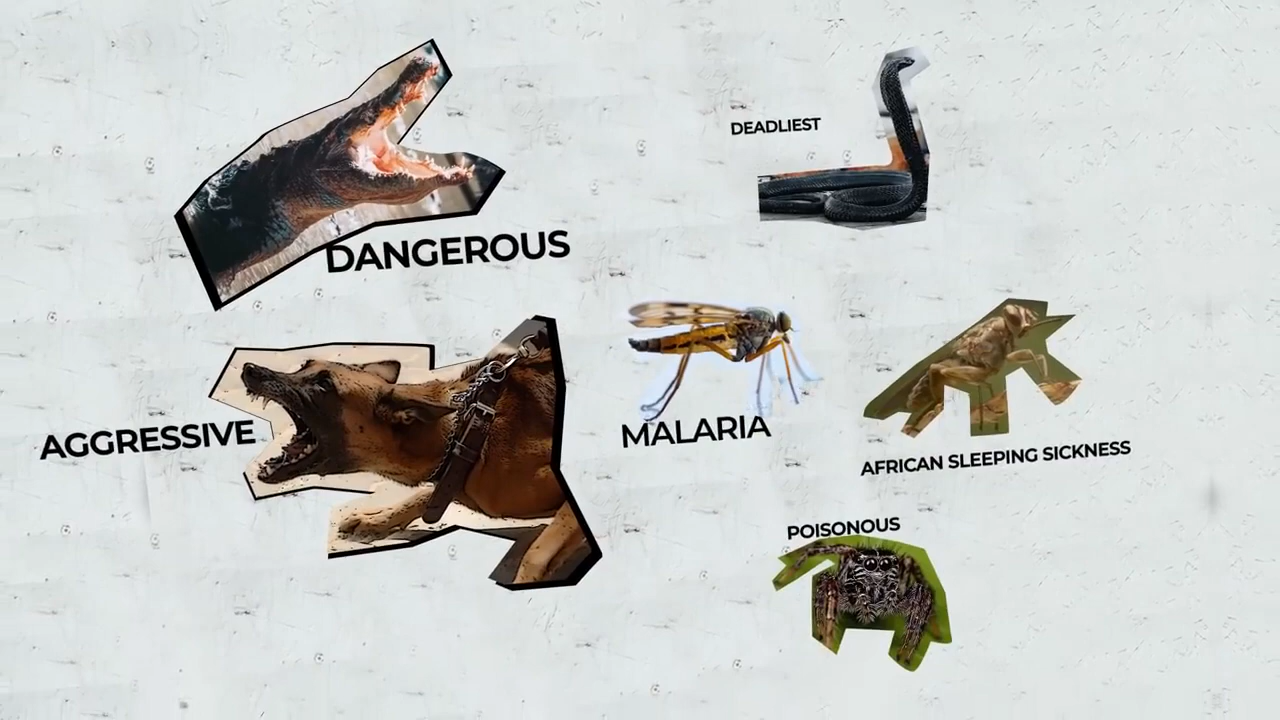 DEADLIEST
DANGEROUS
AGGRESSIVE
MALARIA
AFRICAN SLEEPING SICKNESS
POISONOUS